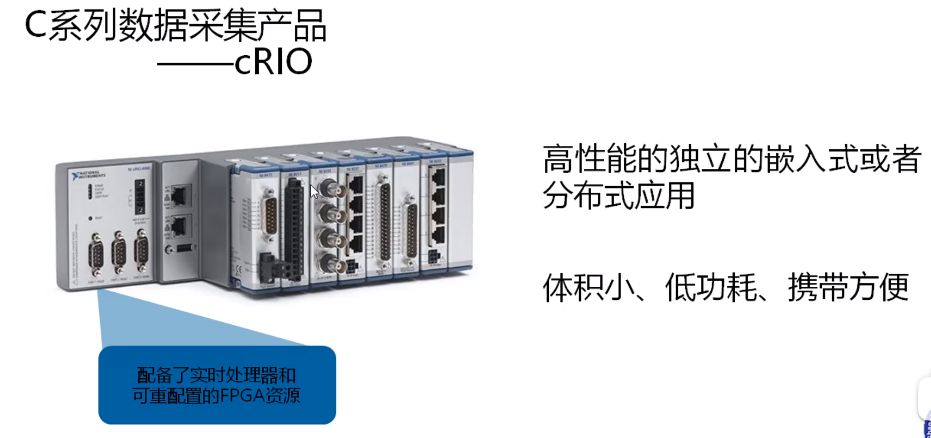 C系列数据采集产品
——cRIO
高性能的独立的嵌入式或者
分布式应用
体积小、低功耗、携带方便
NATIONAL
INSTRUMENTS
配备了实时处理器和
可重配置的FPGA资源